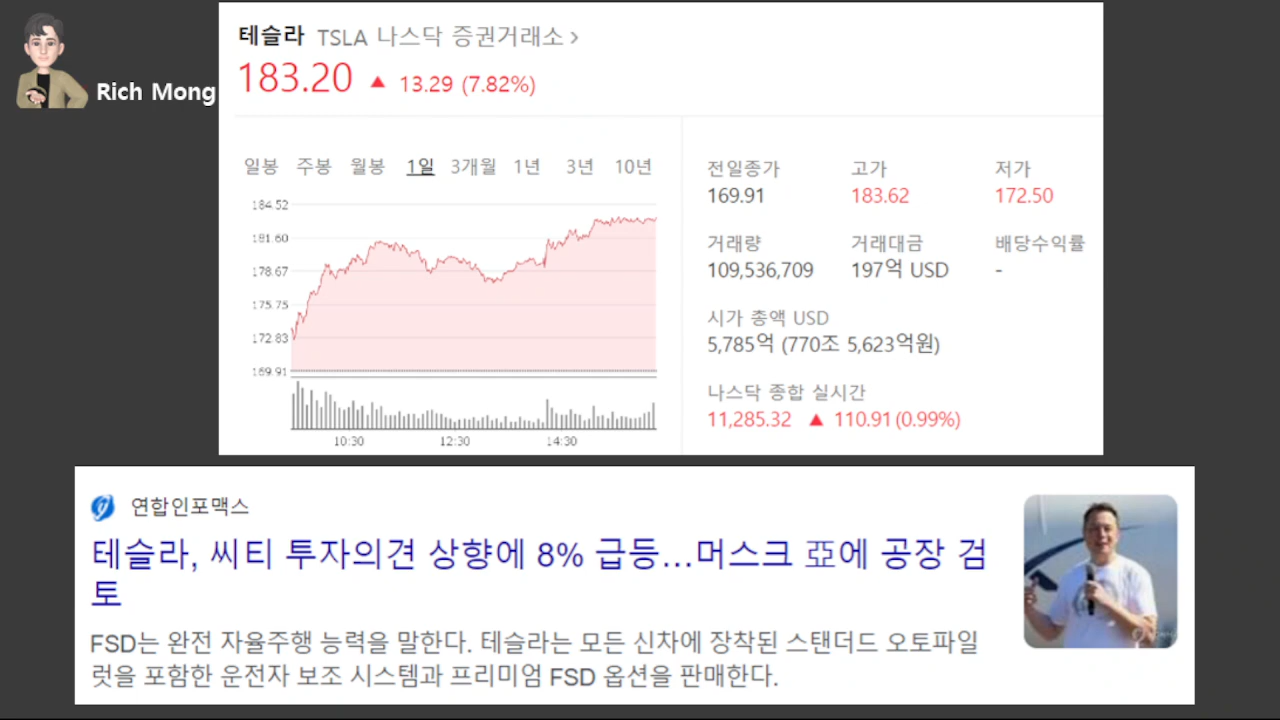 Rich Mong
테슬라 TSLA 나스닥 증권거래소 >
183.20 ▲ 13.29 (7.82%)
일봉 주봉 월봉 1일 3개월 1년 3년 10년
184.52
181.60
178.67
175.75
172.83
169.91
10:30 12:30 14:30
전일종가 고가 저가
169.91 183.62 172.50
거래량 거래대금 배당수익률
109,536,709 197억 USD -
시가 총액 USD
5,785억 (770조 5,623억원)
나스닥 종합 실시간
11,285.32 ▲ 110.91 (0.99%)
연합인포맥스
테슬라, 씨티 투자의견 상향에 8% 급등...머스크 亞에 공장 검
토
FSD는 완전 자율주행 능력을 말한다. 테슬라는 모든 신차에 장착된 스탠더드 오토파일
럿을 포함한 운전자 보조 시스템과 프리미엄 FSD 옵션을 판매한다.